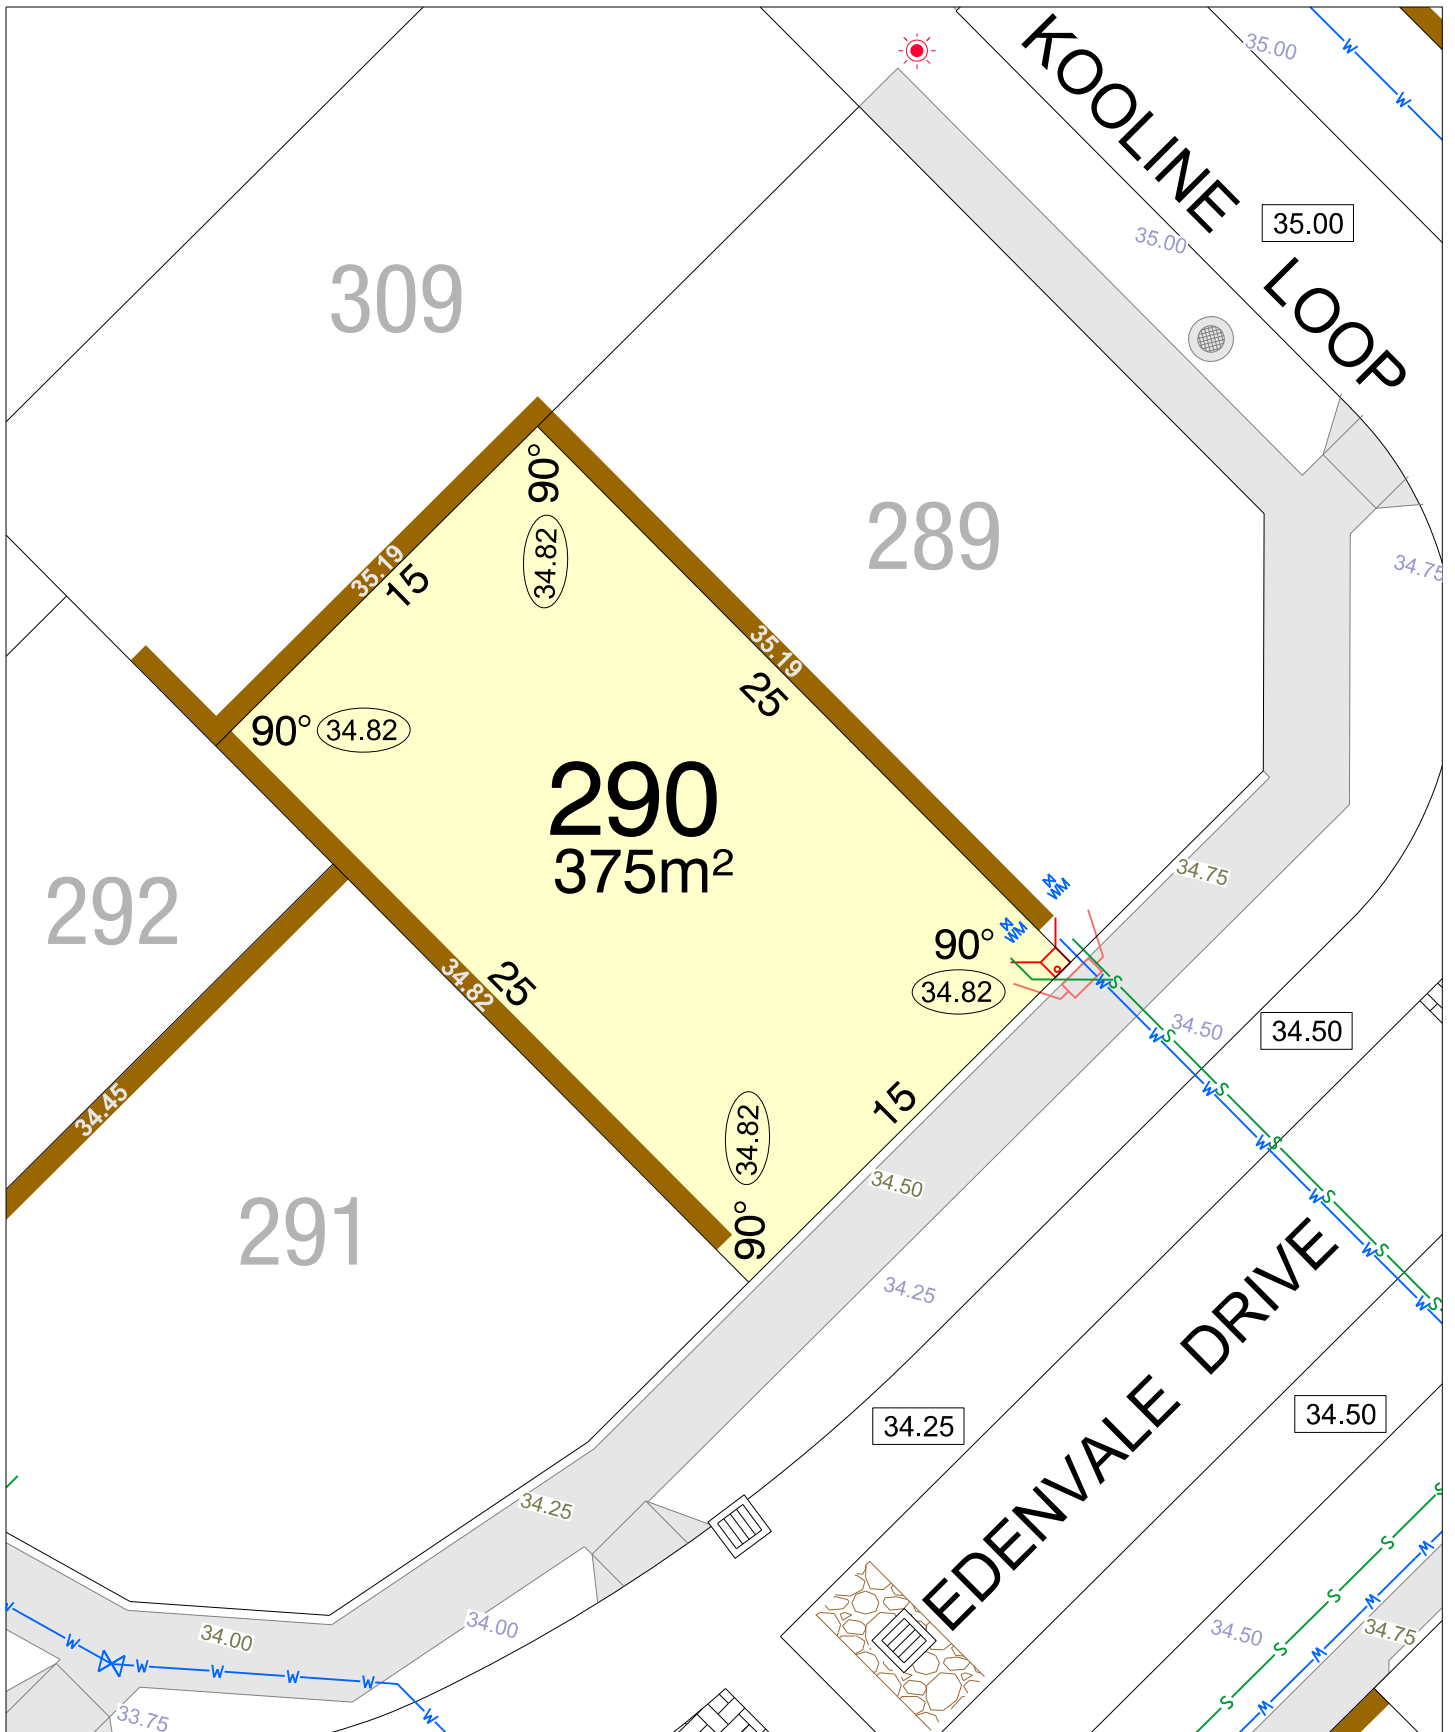 KOOLINE LOOP
35.00
35.00
35.00
309
289
34.75
90°
34.82
35.19
15
35.19
25
90°
34.82
290
375m²
292
34.75
WM
WM
90°
34.82
34.82
25
34.50
34.50
W
S
W
S
W
S
W
S
W
S
W
S
W
S
34.45
15
34.82
90°
34.50
291
34.25
EDENVALE DRIVE
34.25
34.50
34.25
34.00
34.00
34.50
34.75
33.75
W
W
W
W
W
W
W
W
W
S
S
S
S
S
W
W
W
W